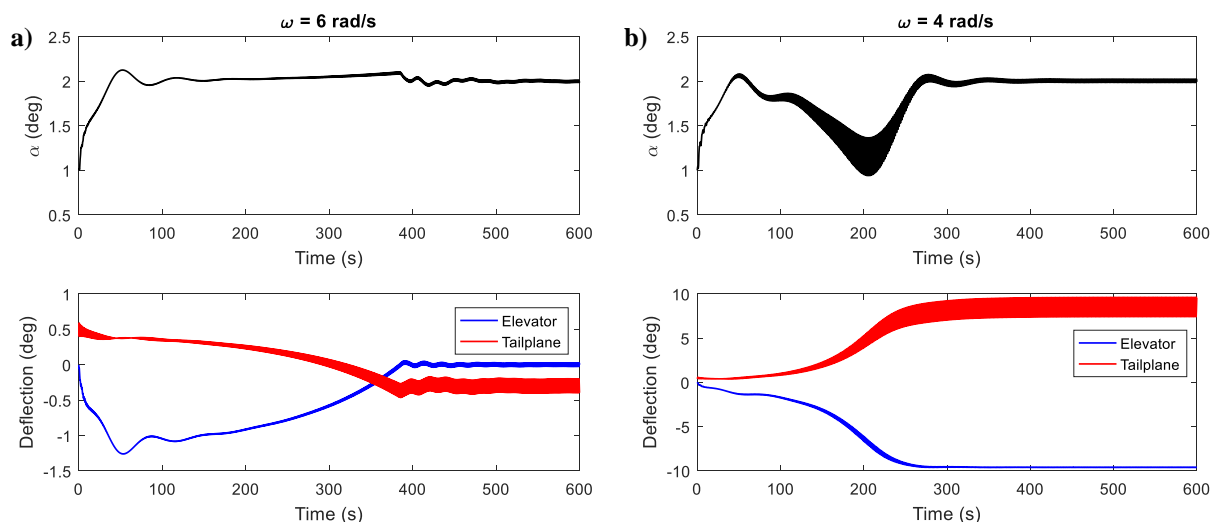 a)
ω = 6 rad/s
2.5
2
1.5
1
0.5
α (deg)
0 100 200 300 400 500 600
Time (s)
1
0.5
0
-0.5
-1
-1.5
Deflection (deg)
Elevator
Tailplane
0 100 200 300 400 500 600
Time (s)
b)
ω = 4 rad/s
2.5
2
1.5
1
0.5
α (deg)
0 100 200 300 400 500 600
Time (s)
10
5
0
-5
-10
Deflection (deg)
Elevator
Tailplane
0 100 200 300 400 500 600
Time (s)